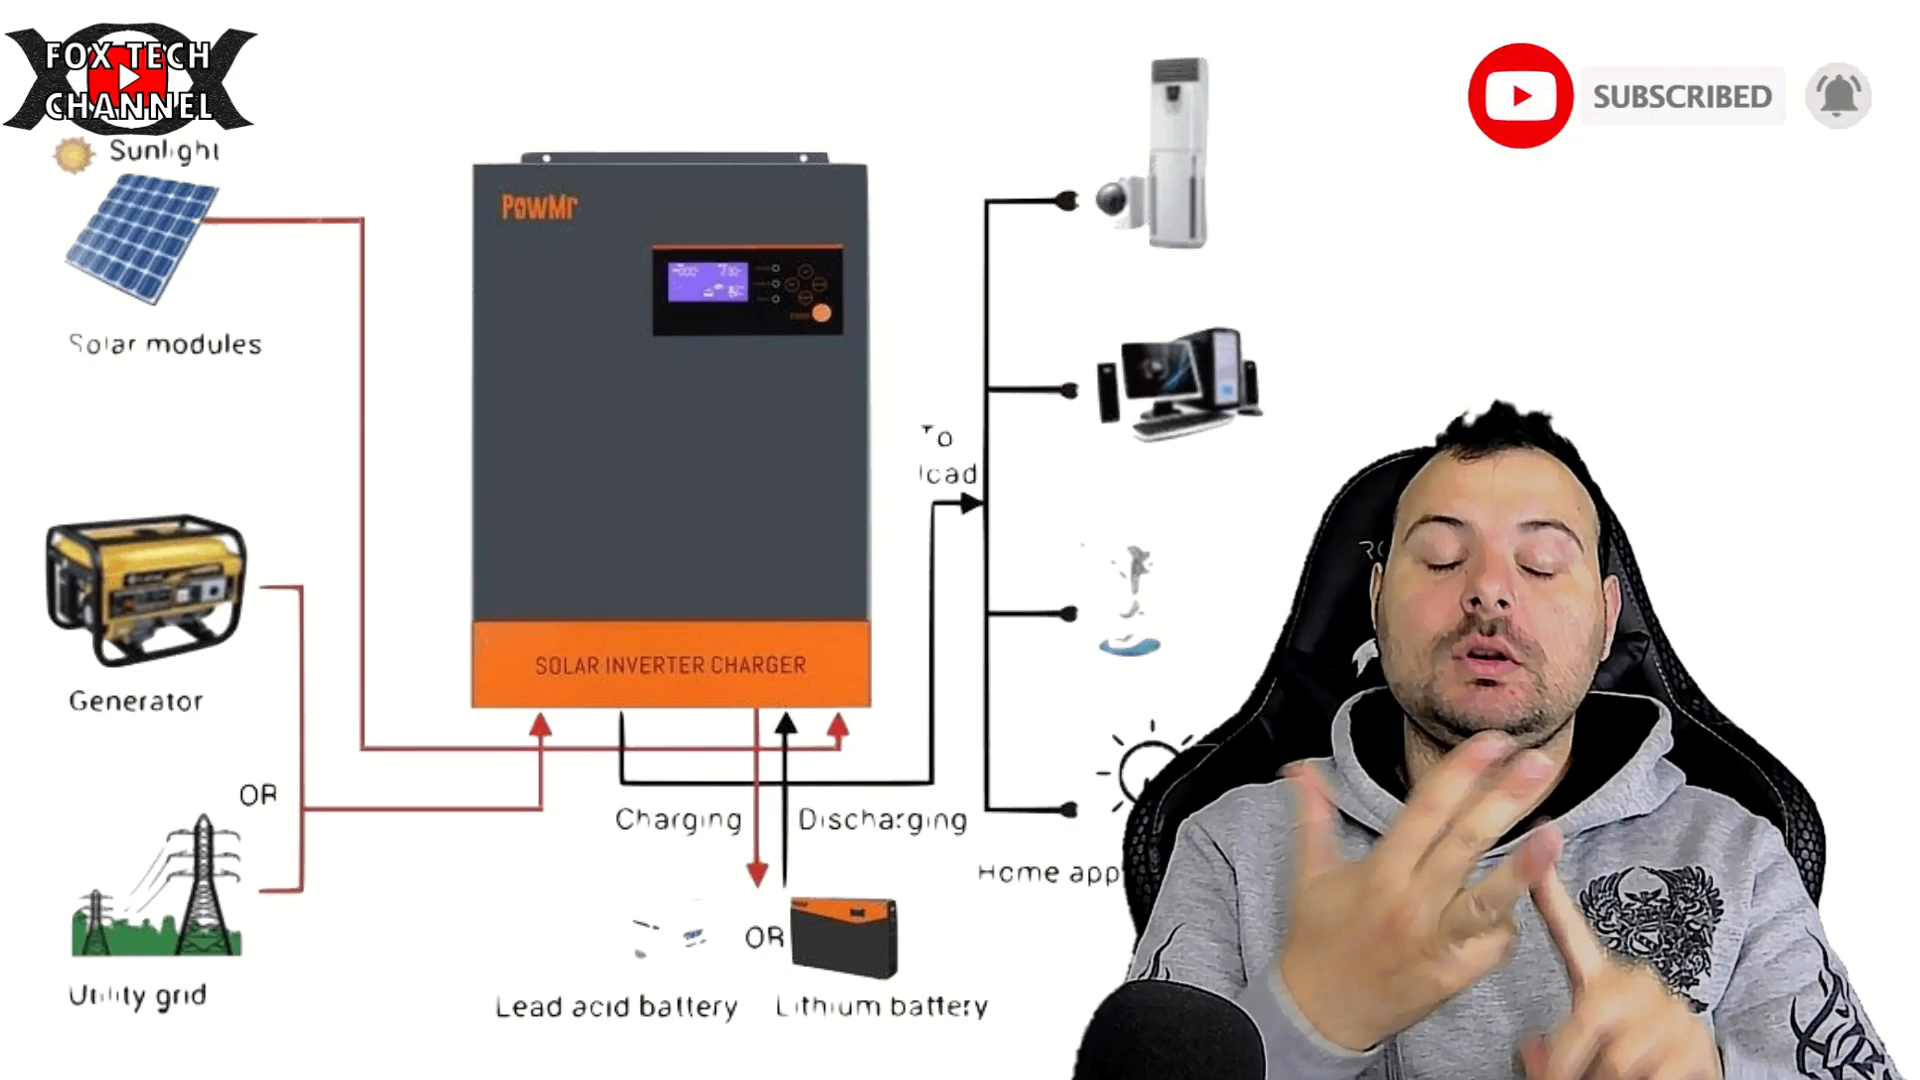 FOX TECH
CHANNEL
SUBSCRIBED
Sunlight
PowMr
Solar modules
To
load
SOLAR INVERTER CHARGER
Generator
OR
Charging
Discharging
Home app
OR
Utility grid
Lead acid battery
Lithium battery